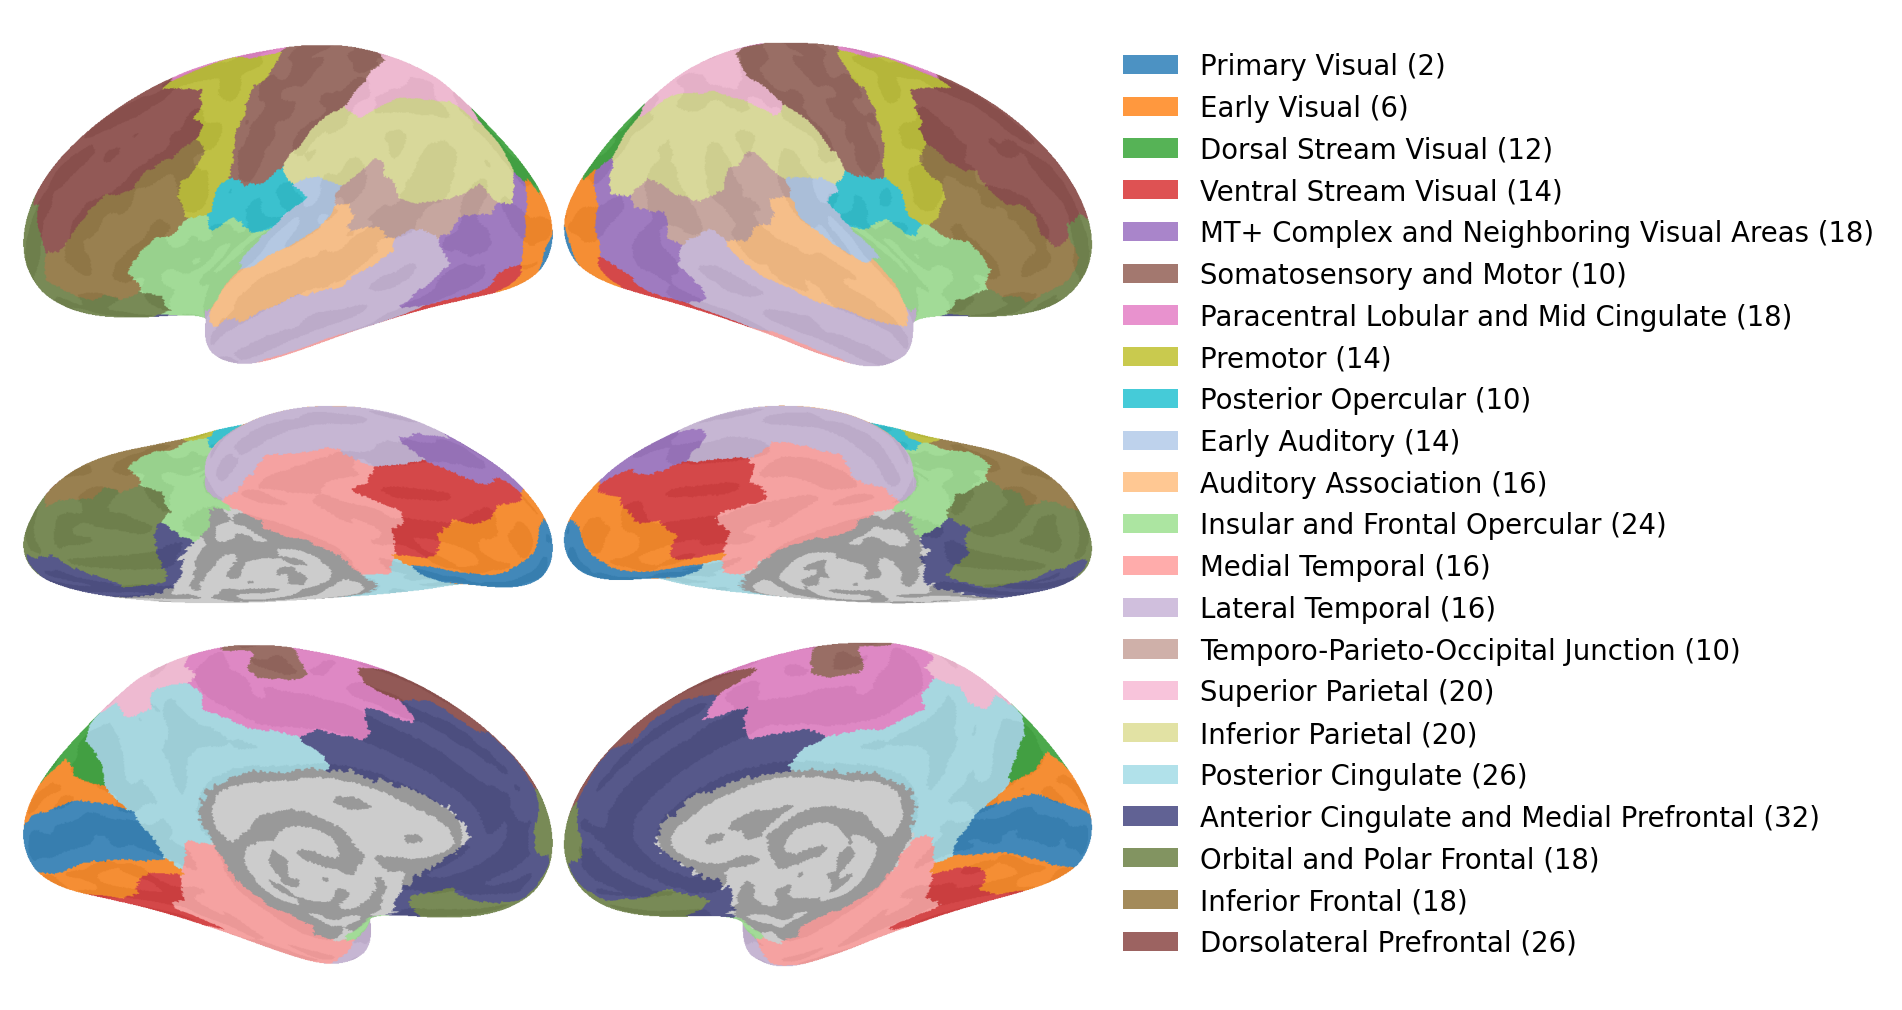 Primary Visual (2)
Early Visual (6)
Dorsal Stream Visual (12)
Ventral Stream Visual (14)
MT+ Complex and Neighboring Visual Areas (18)
Somatosensory and Motor (10)
Paracentral Lobular and Mid Cingulate (18)
Premotor (14)
Posterior Opercular (10)
Early Auditory (14)
Auditory Association (16)
Insular and Frontal Opercular (24)
Medial Temporal (16)
Lateral Temporal (16)
Temporo-Parieto-Occipital Junction (10)
Superior Parietal (20)
Inferior Parietal (20)
Posterior Cingulate (26)
Anterior Cingulate and Medial Prefrontal (32)
Orbital and Polar Frontal (18)
Inferior Frontal (18)
Dorsolateral Prefrontal (26)